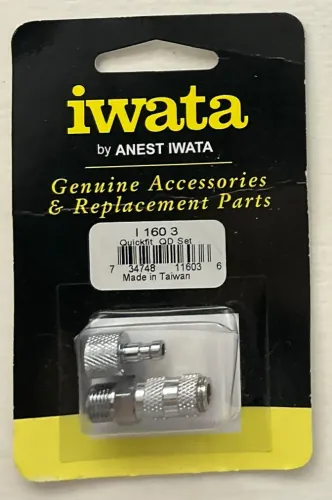 iwata
by ANEST IWATA
Genuine Accessories
& Replacement Parts
I 160 3
Quickfit QD Set
7 34748 11603 6
Made in Taiwan
iwata